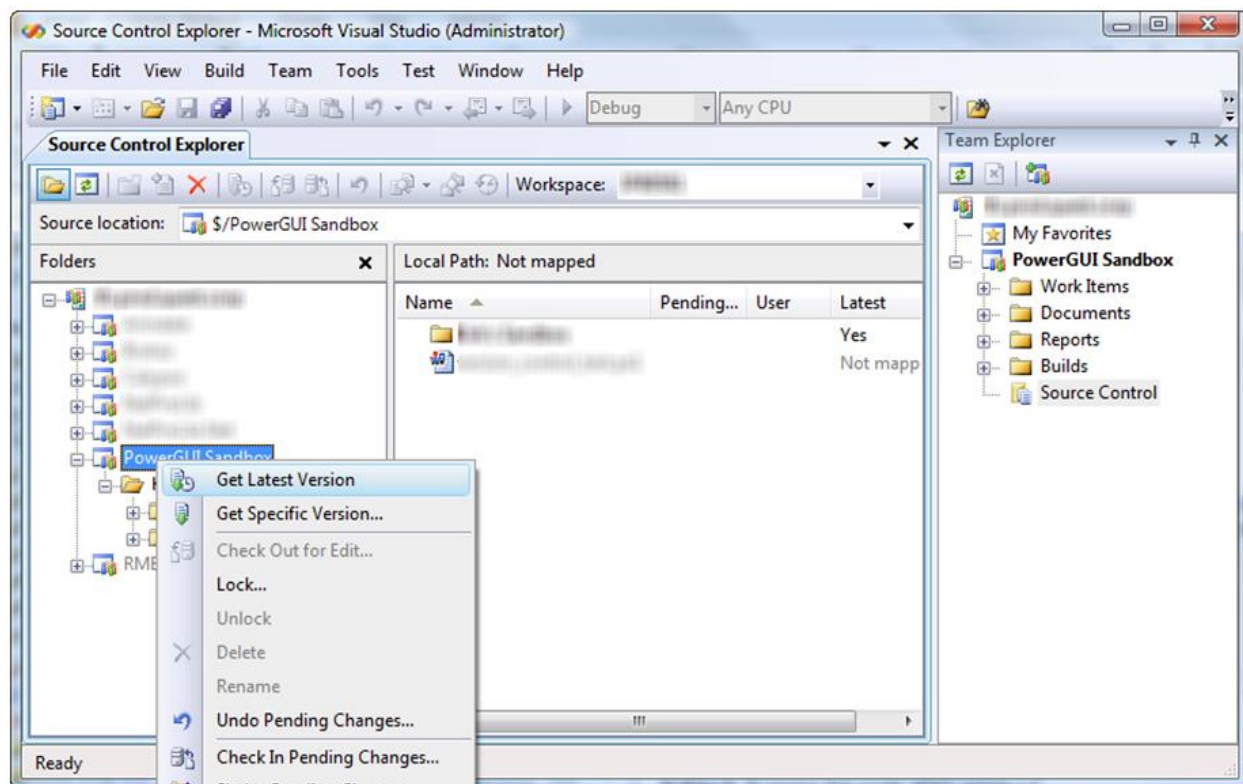 Source Control Explorer - Microsoft Visual Studio (Administrator)
File Edit View Build Team Tools Test Window Help
Debug Any CPU
Source Control Explorer
Workspace:
Source location: $/PowerGUI Sandbox
Folders
Local Path: Not mapped
Name Pending... User Latest
Yes
Not mapp
PowerGUI Sandbox
RME
Get Latest Version
Get Specific Version...
Check Out for Edit...
Lock...
Unlock
Delete
Rename
Undo Pending Changes...
Check In Pending Changes...
Team Explorer
My Favorites
PowerGUI Sandbox
Work Items
Documents
Reports
Builds
Source Control
Ready